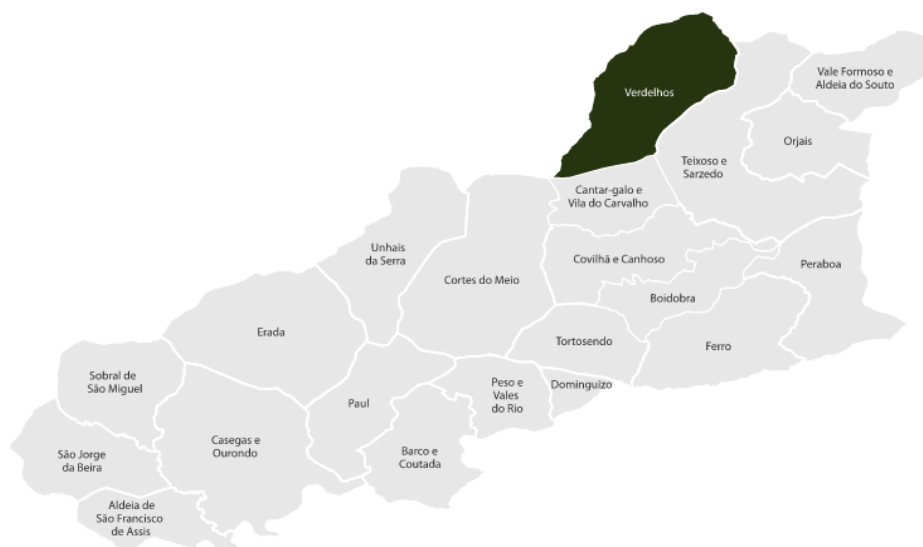 Verdelhos
Vale Formoso e
Aldeia do Souto
Orjais
Teixoso e
Sarzedo
Cantar-galo e
Vila do Carvalho
Unhais
da Serra
Cortes do Meio
Covilhã e Canhoso
Peraboa
Boidobra
Erada
Tortosendo
Ferro
Sobral de
São Miguel
Paul
Peso e
Vales
do Rio
Dominguizo
Casegas e
Ourondo
Barco e
Coutada
São Jorge
da Beira
Aldeia de
São Francisco
de Assis